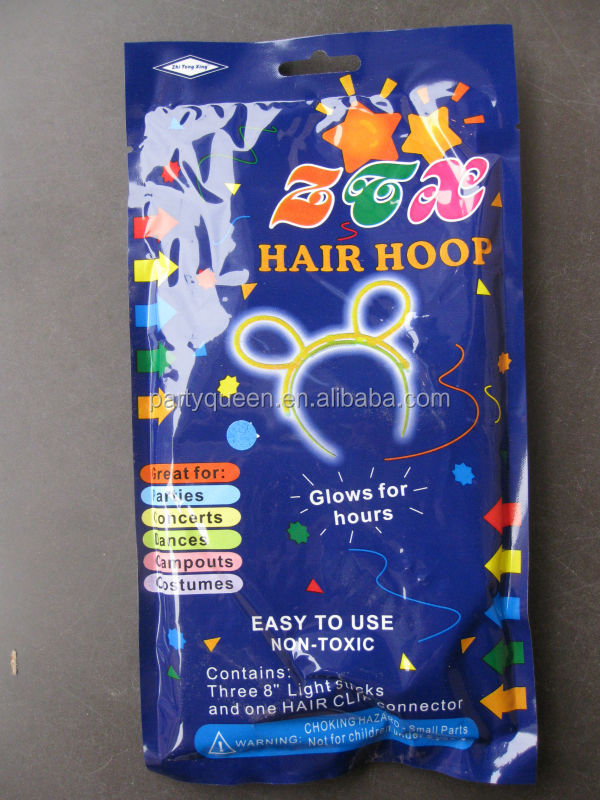 Zhi Tong Xing
ZTX
HAIR HOOP
partyqueen.en.alibaba.com
Great for:
Parties
Concerts
Dances
Campouts
Costumes
Glows for
hours
EASY TO USE
NON-TOXIC
Contains:
Three 8" Light Sticks
and one HAIR CLIP connector
CHOKING HAZARD - Small Parts
WARNING: Not for children under